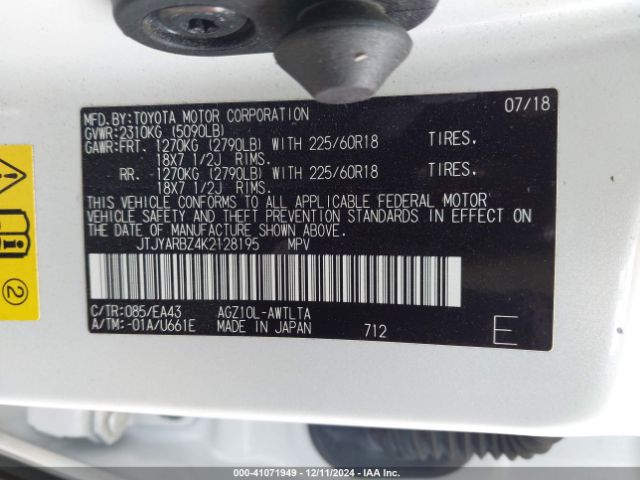 MFD.BY:TOYOTA MOTOR CORPORATION 07/18
GVWR:2310KG (5090LB)
GAWR:FRT. 1270KG (2790LB) WITH 225/60R18 TIRES.
18X7 1/2J RIMS.
RR. 1270KG (2790LB) WITH 225/60R18 TIRES.
18X7 1/2J RIMS.
THIS VEHICLE CONFORMS TO ALL APPLICABLE FEDERAL MOTOR
VEHICLE SAFETY AND THEFT PREVENTION STANDARDS IN EFFECT ON
THE DATE OF MANUFACTURE SHOWN ABOVE.
JTJYARBZ4K2128195 MPV
C/TR:085/EA43 AGZ10L-AWTLTA
A/TM:-01A/U661E MADE IN JAPAN 712 E
2
000-41071949 - 12/11/2024 - IAA Inc.